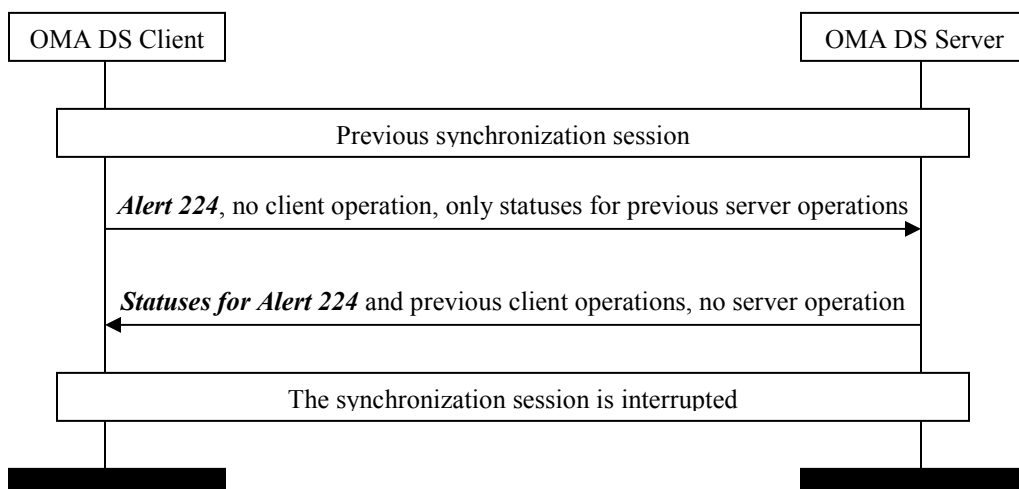 OMA DS Client
OMA DS Server
Previous synchronization session
Alert 224, no client operation, only statuses for previous server operations
Statuses for Alert 224 and previous client operations, no server operation
The synchronization session is interrupted